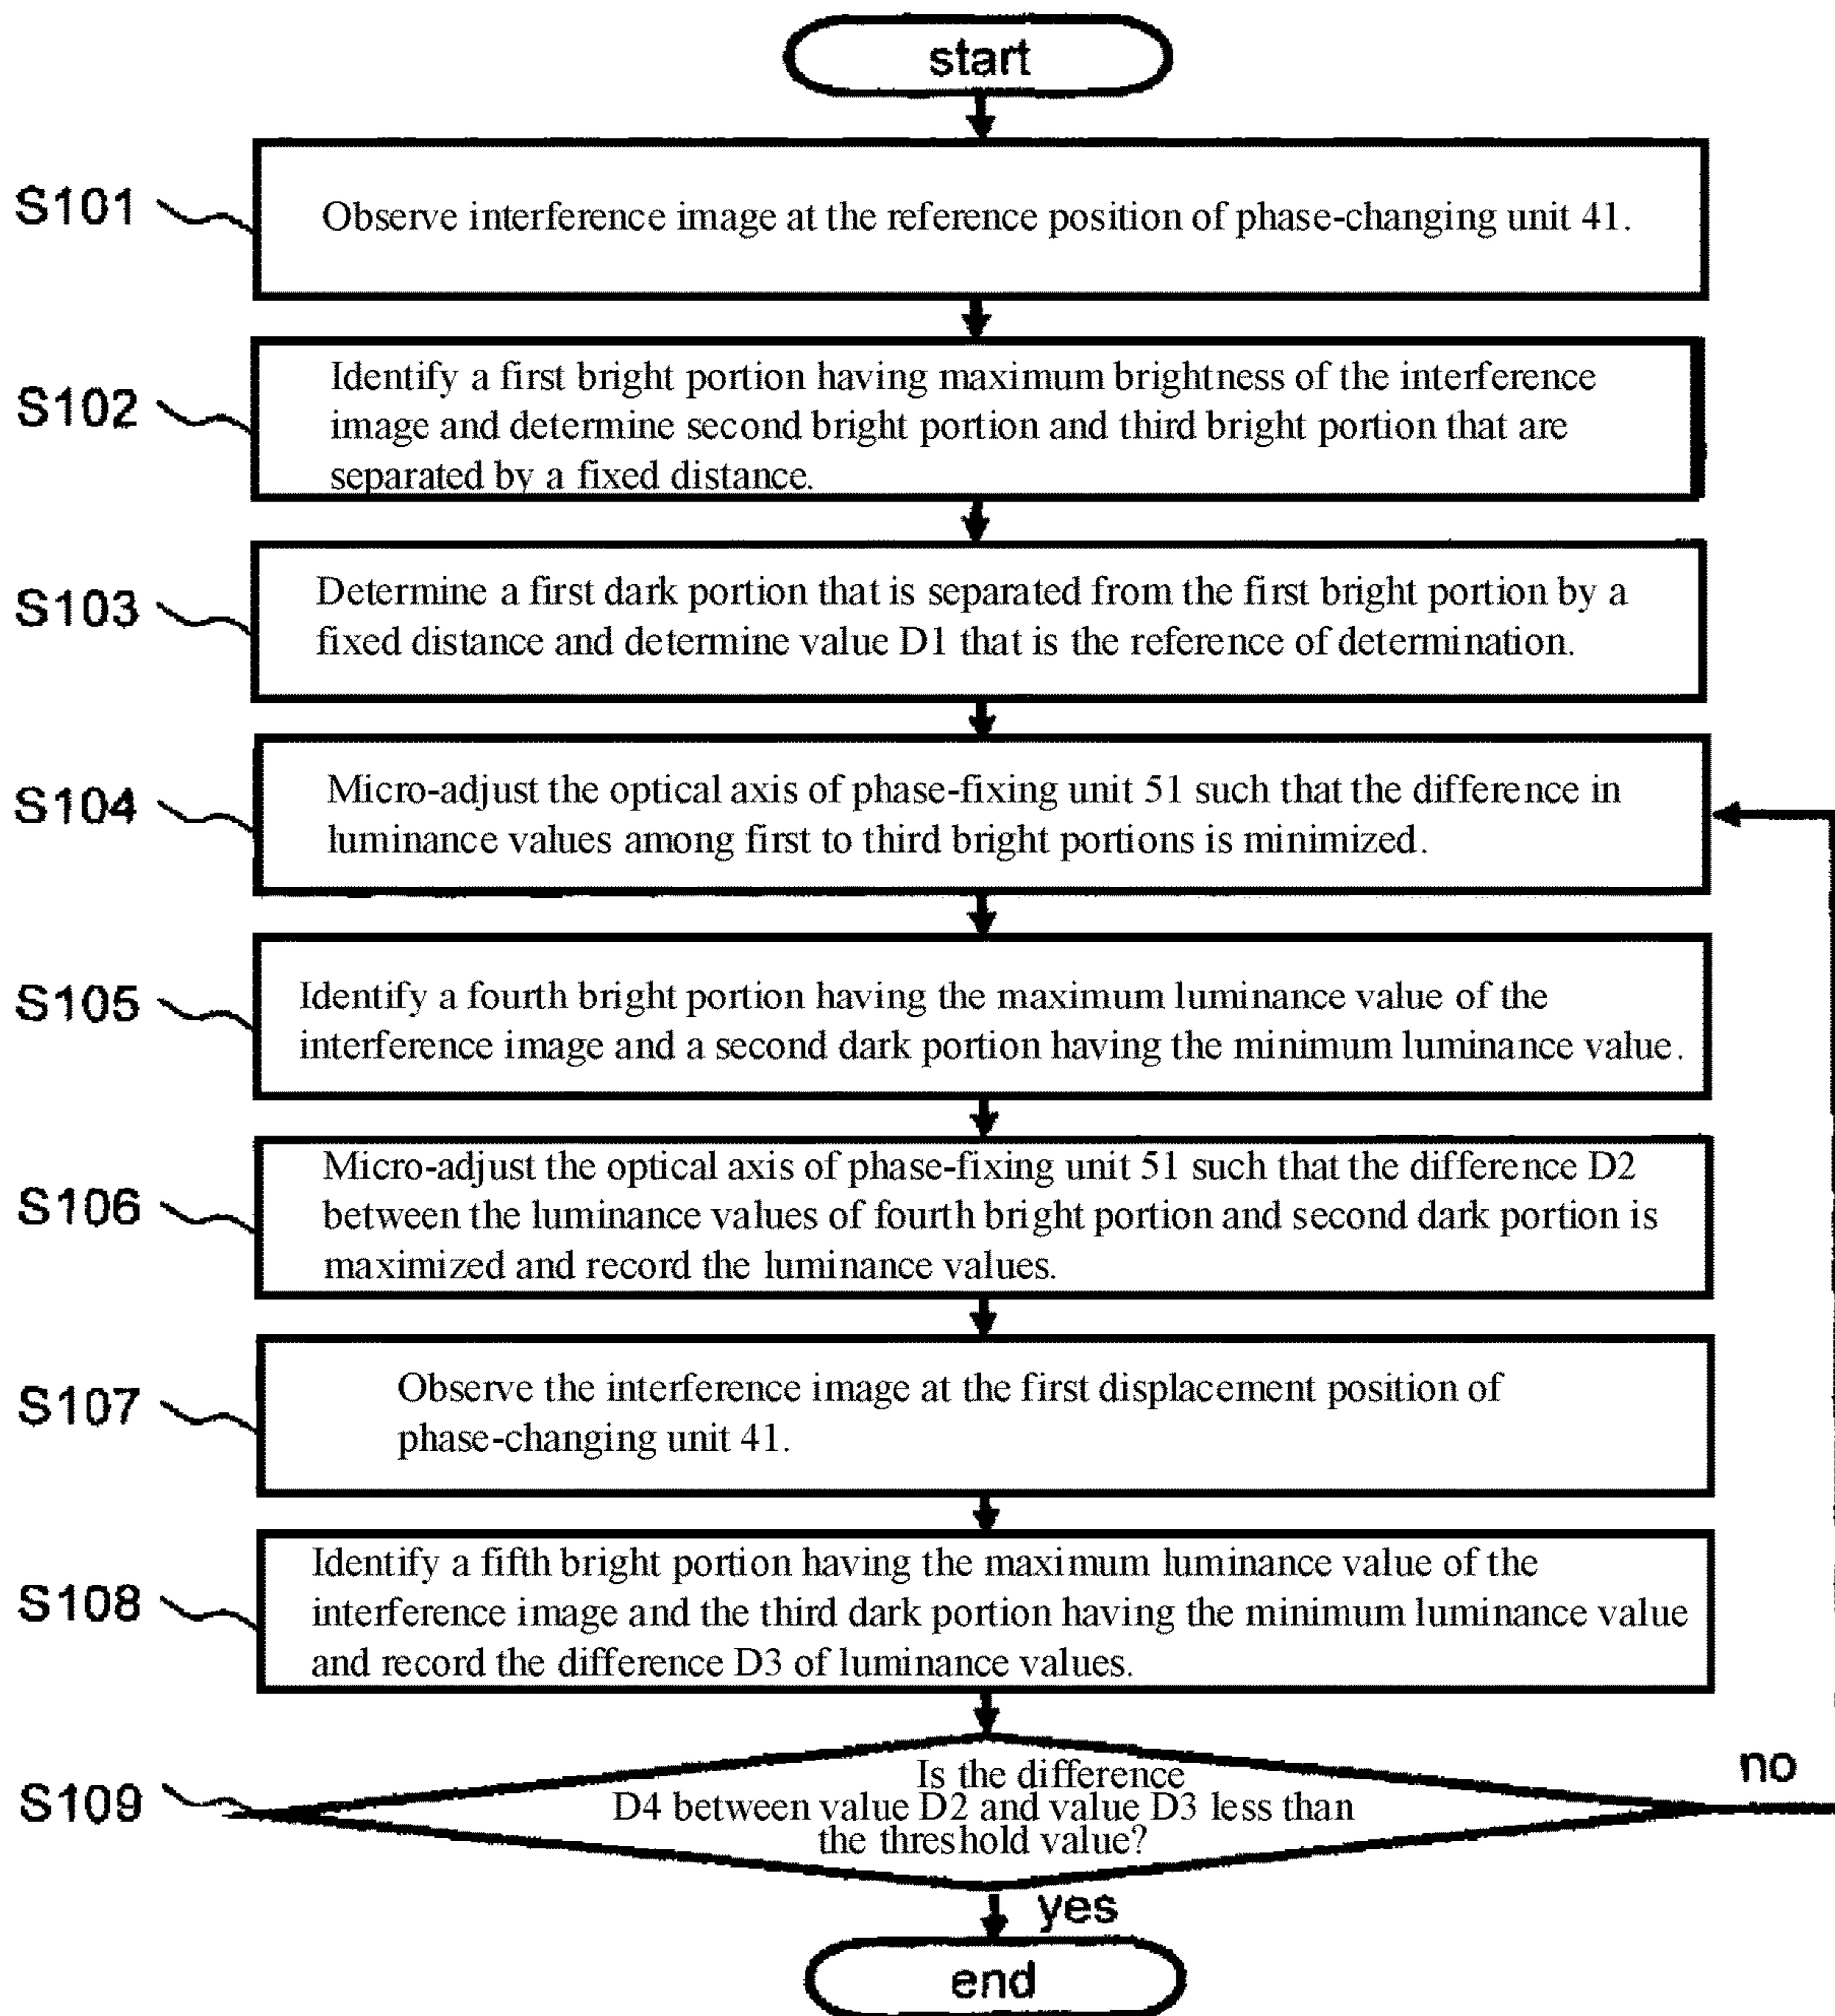 start
S101
Observe interference image at the reference position of phase-changing unit 41.
S102
Identify a first bright portion having maximum brightness of the interference
image and determine second bright portion and third bright portion that are
separated by a fixed distance.
S103
Determine a first dark portion that is separated from the first bright portion by a
fixed distance and determine value D1 that is the reference of determination.
S104
Micro-adjust the optical axis of phase-fixing unit 51 such that the difference in
luminance values among first to third bright portions is minimized.
S105
Identify a fourth bright portion having the maximum luminance value of the
interference image and a second dark portion having the minimum luminance value.
S106
Micro-adjust the optical axis of phase-fixing unit 51 such that the difference D2
between the luminance values of fourth bright portion and second dark portion is
maximized and record the luminance values.
S107
Observe the interference image at the first displacement position of
phase-changing unit 41.
S108
Identify a fifth bright portion having the maximum luminance value of the
interference image and the third dark portion having the minimum luminance value
and record the difference D3 of luminance values.
S109
Is the difference
D4 between value D2 and value D3 less than
the threshold value?
no
yes
end